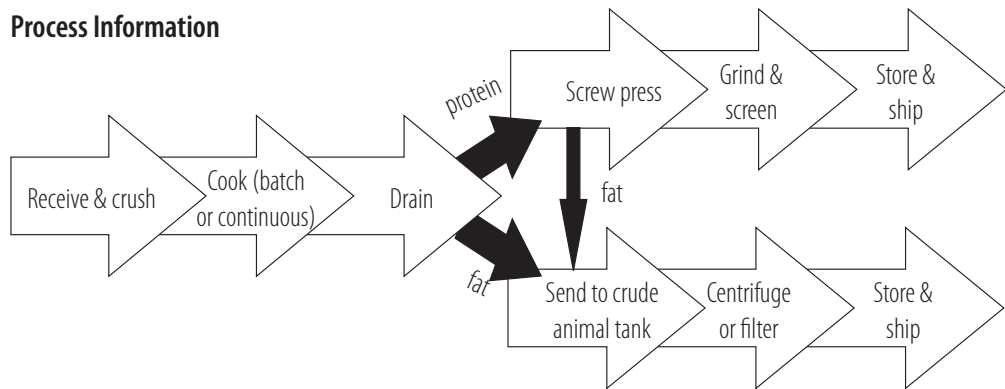 Process Information
Receive & crush
Cook (batch
or continuous)
Drain
protein
Screw press
Grind &
screen
Store &
ship
fat
fat
Send to crude
animal tank
Centrifuge
or filter
Store &
ship